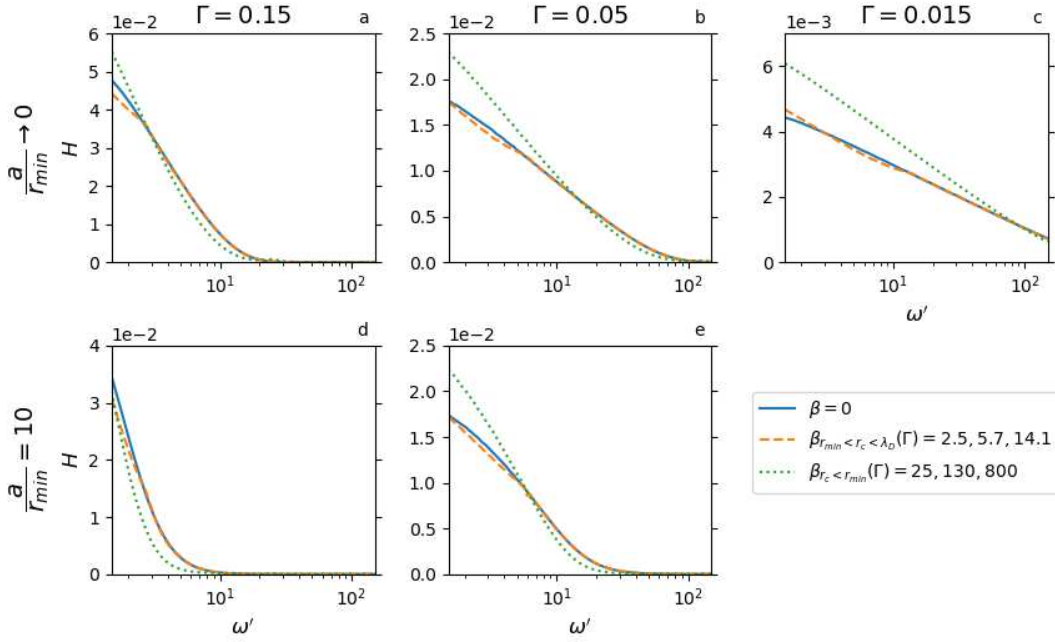 Γ = 0.15
Γ = 0.05
Γ = 0.015
1e−2
a
1e−2
b
1e−3
c
a/r_min → 0
H
6
5
4
3
2
1
0
10^1
10^2
2.5
2.0
1.5
1.0
0.5
0.0
10^1
10^2
6
4
2
0
10^1
10^2
ω′
1e−2
d
1e−2
e
a/r_min = 10
H
4
3
2
1
0
10^1
10^2
ω′
2.5
2.0
1.5
1.0
0.5
0.0
10^1
10^2
ω′
β = 0
β_{r_min < r_c < λ_D}(Γ) = 2.5, 5.7, 14.1
β_{r_c < r_min}(Γ) = 25, 130, 800